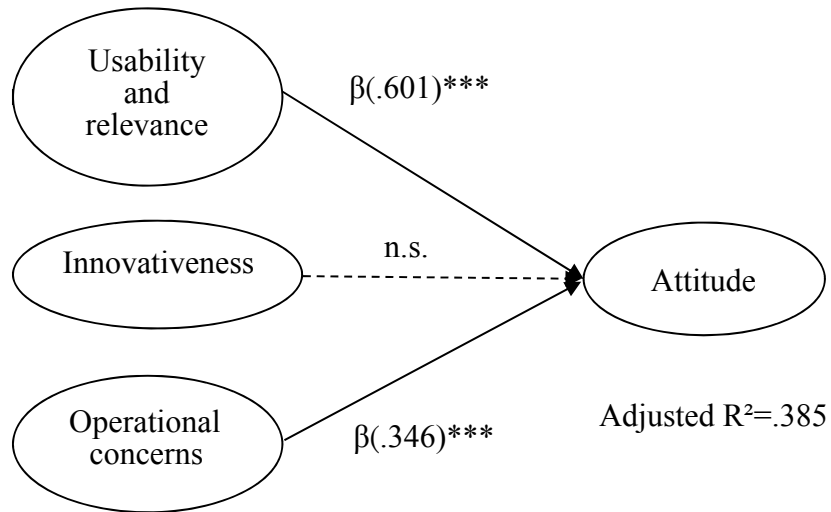 Usability
and
relevance
β(.601)***
Innovativeness
n.s.
Attitude
Operational
concerns
β(.346)***
Adjusted R²=.385